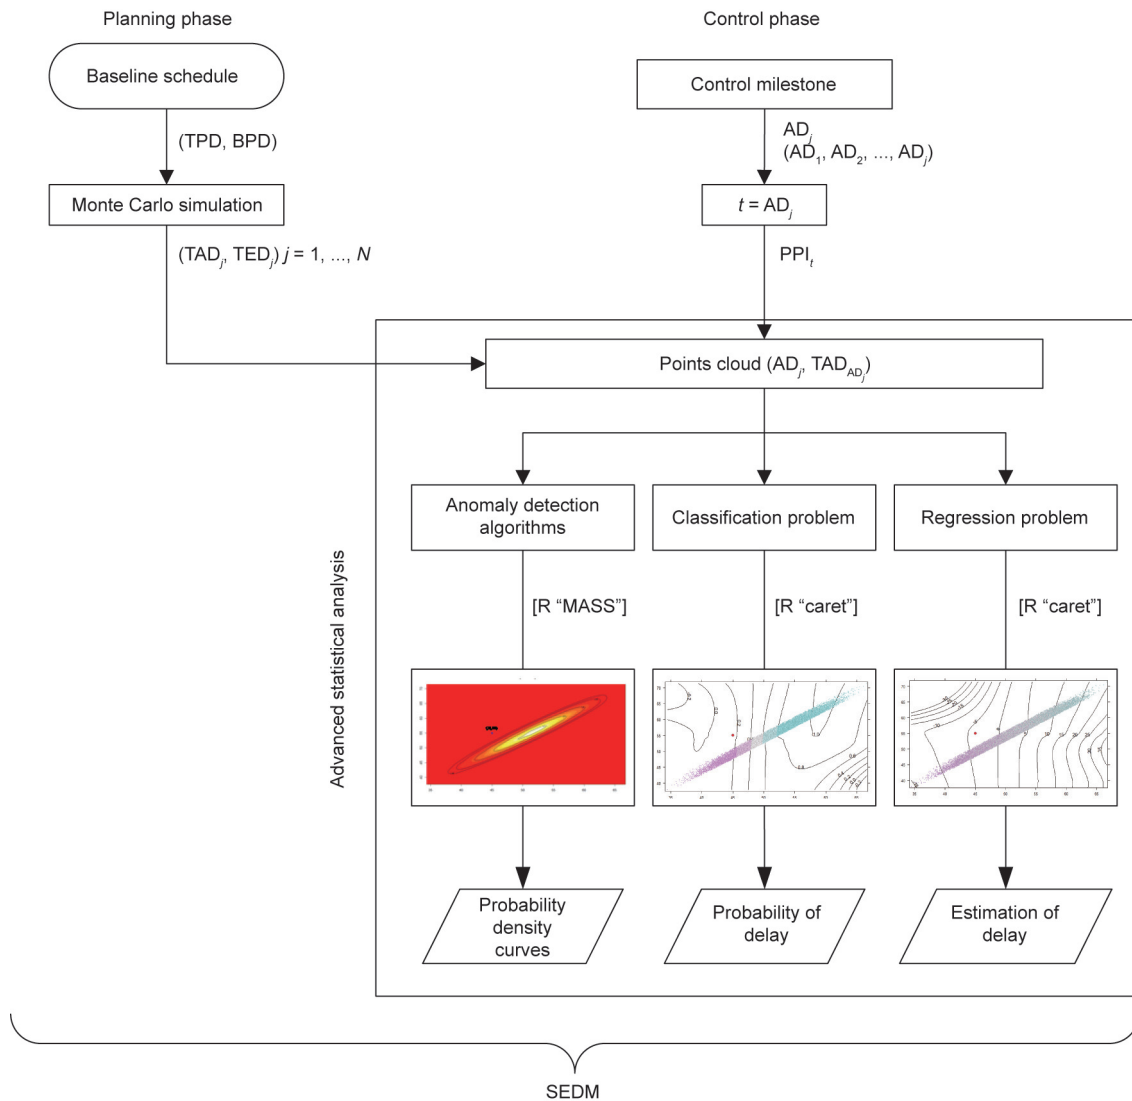 Planning phase
Control phase
Baseline schedule
Control milestone
(TPD, BPD)
AD_j
(AD_1, AD_2, ..., AD_j)
Monte Carlo simulation
t = AD_j
(TAD_j, TED_j) j = 1, ..., N
PPI_t
Points cloud (AD_j, TAD_AD_j)
Anomaly detection
algorithms
Classification problem
Regression problem
Advanced statistical analysis
[R “MASS”]
[R “caret”]
[R “caret”]
Probability
density
curves
Probability of
delay
Estimation of
delay
SEDM